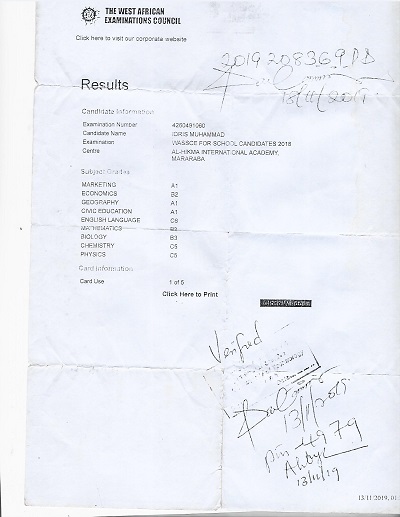 THE WEST AFRICAN
EXAMINATIONS COUNCIL
Click here to visit our corporate website
2019208369PB
13/11/2019
Results
Candidate Information
Examination Number 4250491060
Candidate Name IDRIS MUHAMMAD
Examination WASSCE FOR SCHOOL CANDIDATES 2018
Centre AL-HIKMA INTERNATIONAL ACADEMY,
MARARABA
Subject Grades
MARKETING A1
ECONOMICS B2
GEOGRAPHY A1
CIVIC EDUCATION A1
ENGLISH LANGUAGE C6
MATHEMATICS B3
BIOLOGY B3
CHEMISTRY C5
PHYSICS C5
Card Information
Card Use 1 of 5
Click Here to Print
Verified
13/11/2019
Pin 4979
13/11/19
13.11.2019, 01: